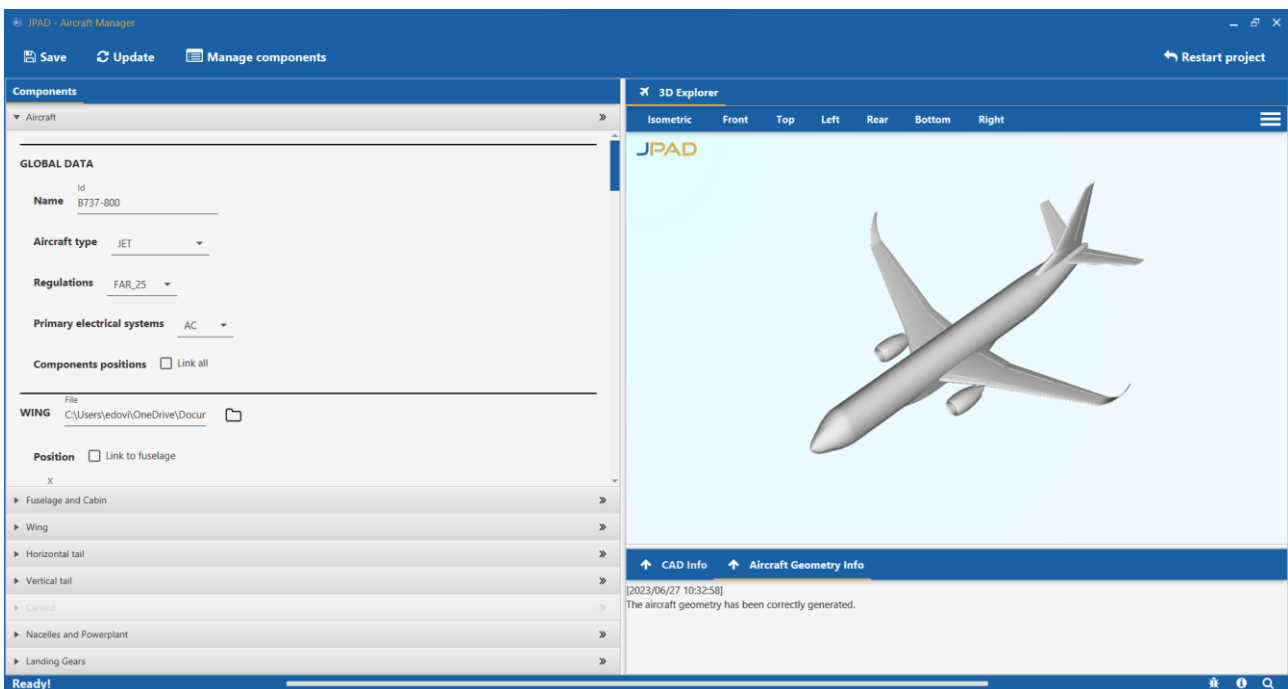 JPAD - Aircraft Manager
Save Update Manage components Restart project
Components
Aircraft
GLOBAL DATA
Id
Name B737-800
Aircraft type JET
Regulations FAR_25
Primary electrical systems AC
Components positions Link all
File
WING C:\Users\edovi\OneDrive\Docur
Position Link to fuselage
X
Fuselage and Cabin
Wing
Horizontal tail
Vertical tail
Canard
Nacelles and Powerplant
Landing Gears
3D Explorer
Isometric Front Top Left Rear Bottom Right
JPAD
CAD Info Aircraft Geometry Info
[2023/06/27 10:32:58]
The aircraft geometry has been correctly generated.
Ready!